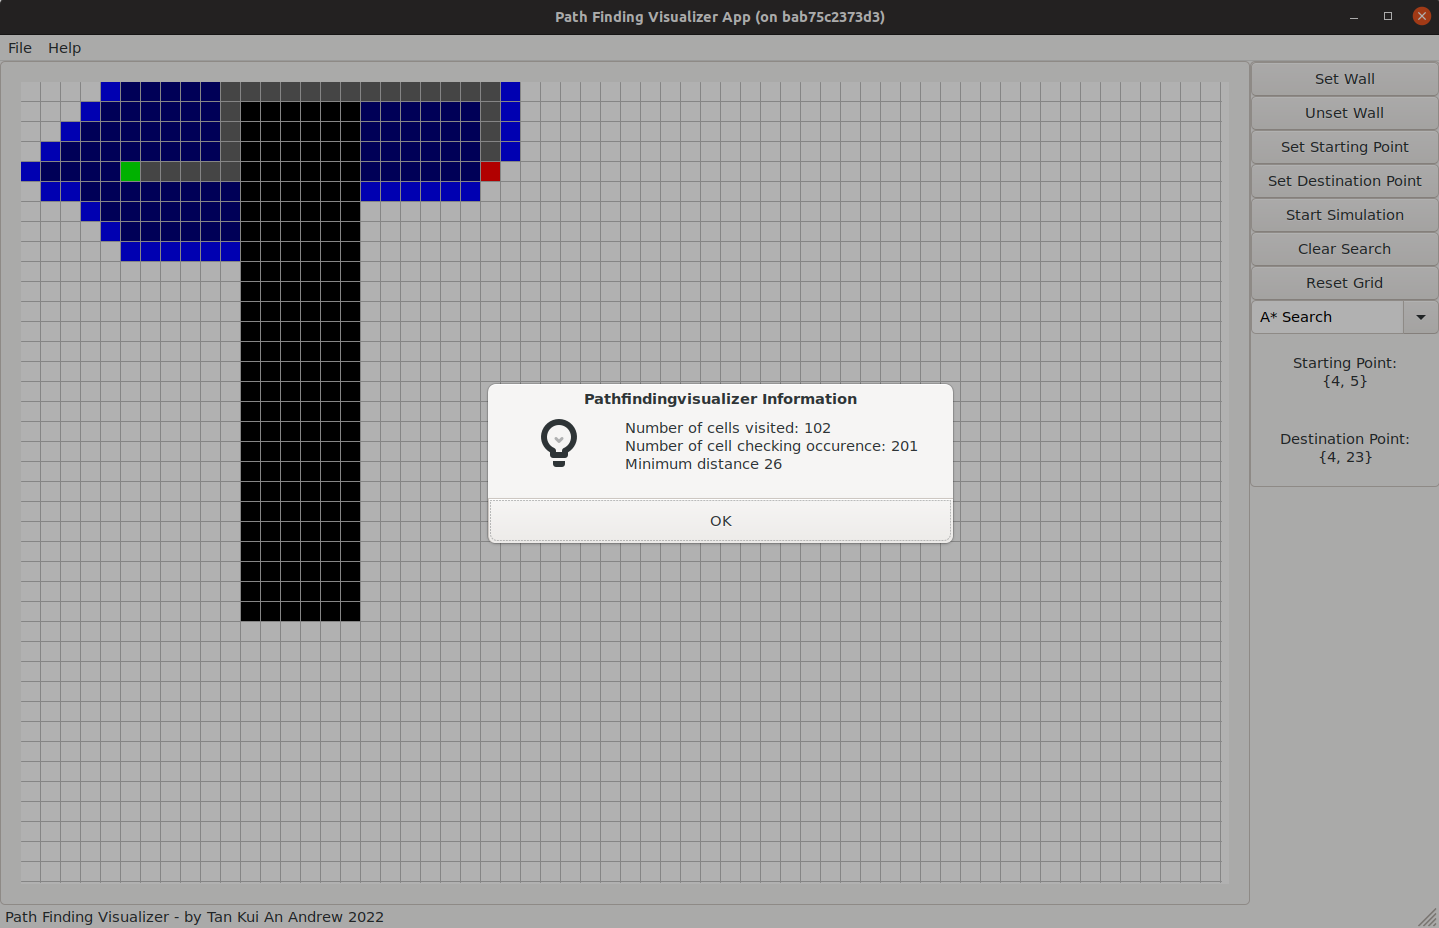 Path Finding Visualizer App (on bab75c2373d3)
File Help
Set Wall
Unset Wall
Set Starting Point
Set Destination Point
Start Simulation
Clear Search
Reset Grid
A* Search
Starting Point:
{4, 5}
Destination Point:
{4, 23}
Pathfindingvisualizer Information
Number of cells visited: 102
Number of cell checking occurence: 201
Minimum distance 26
OK
Path Finding Visualizer - by Tan Kui An Andrew 2022